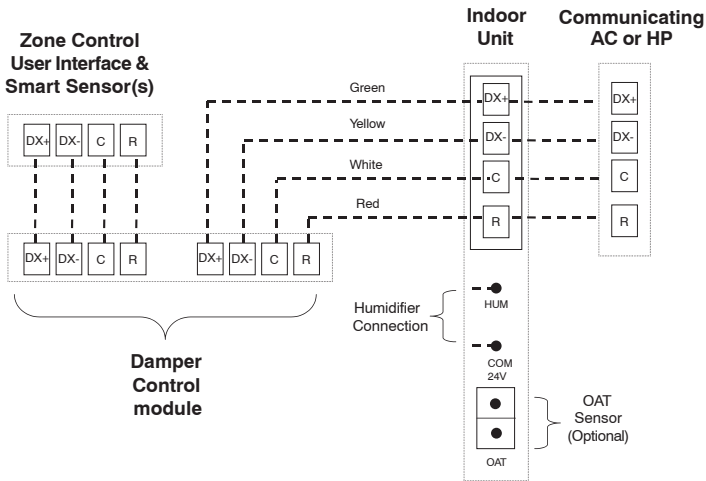 Zone Control
User Interface &
Smart Sensor(s)
Indoor
Unit
Communicating
AC or HP
DX+ DX- C R
Green
Yellow
White
Red
DX+
DX-
C
R
DX+
DX-
C
R
DX+ DX- C R
DX+ DX- C R
Damper
Control
module
Humidifier
Connection
HUM
COM
24V
OAT
Sensor
(Optional)
OAT